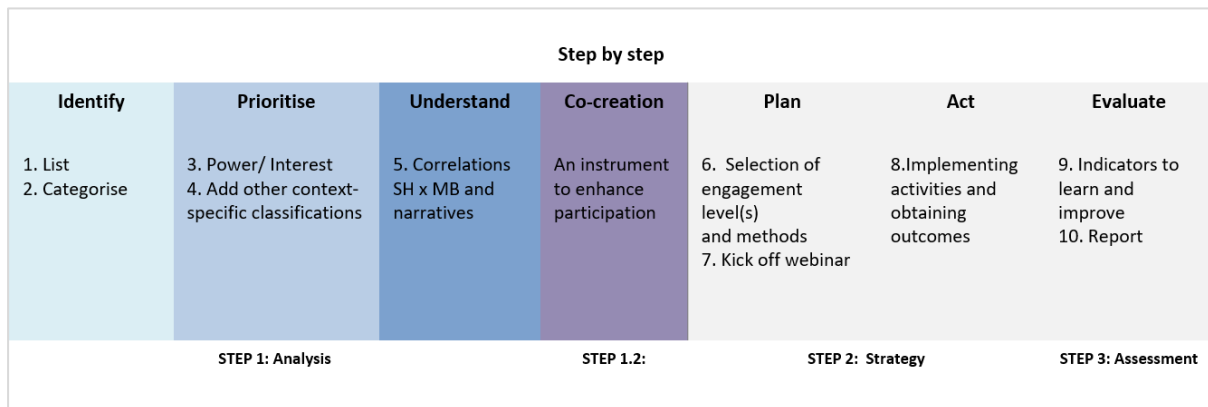 Step by step
Identify
1. List
2. Categorise
Prioritise
3. Power/ Interest
4. Add other context-
specific classifications
Understand
5. Correlations
SH x MB and
narratives
Co-creation
An instrument
to enhance
participation
Plan
6. Selection of
engagement
level(s)
and methods
7. Kick off webinar
Act
8.Implementing
activities and
obtaining
outcomes
Evaluate
9. Indicators to
learn and
improve
10. Report
STEP 1: Analysis
STEP 1.2:
STEP 2: Strategy
STEP 3: Assessment